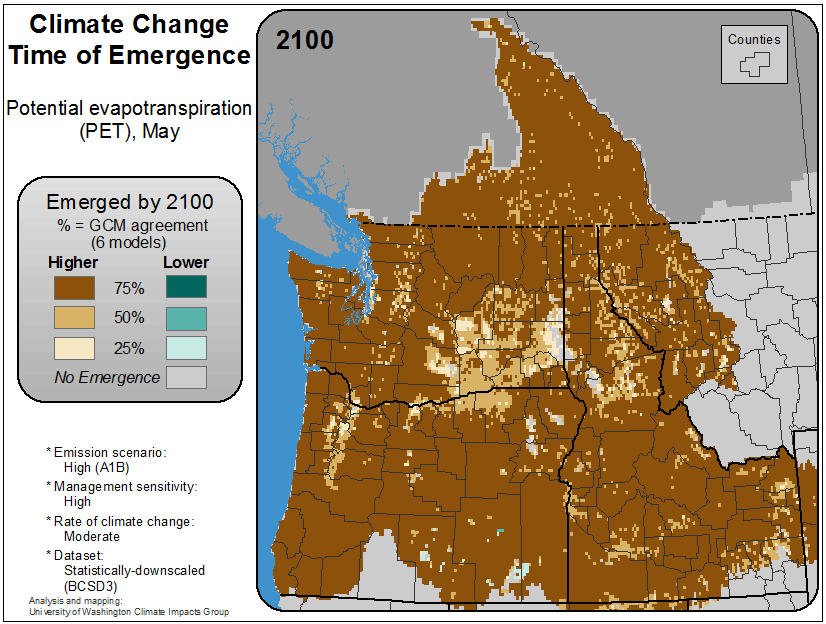 Climate Change
Time of Emergence
Potential evapotranspiration
(PET), May
Emerged by 2100
% = GCM agreement
(6 models)
Higher Lower
75%
50%
25%
No Emergence
* Emission scenario:
High (A1B)
* Management sensitivity:
High
* Rate of climate change:
Moderate
* Dataset:
Statistically-downscaled
(BCSD3)
Analysis and mapping:
University of Washington Climate Impacts Group
2100
Counties